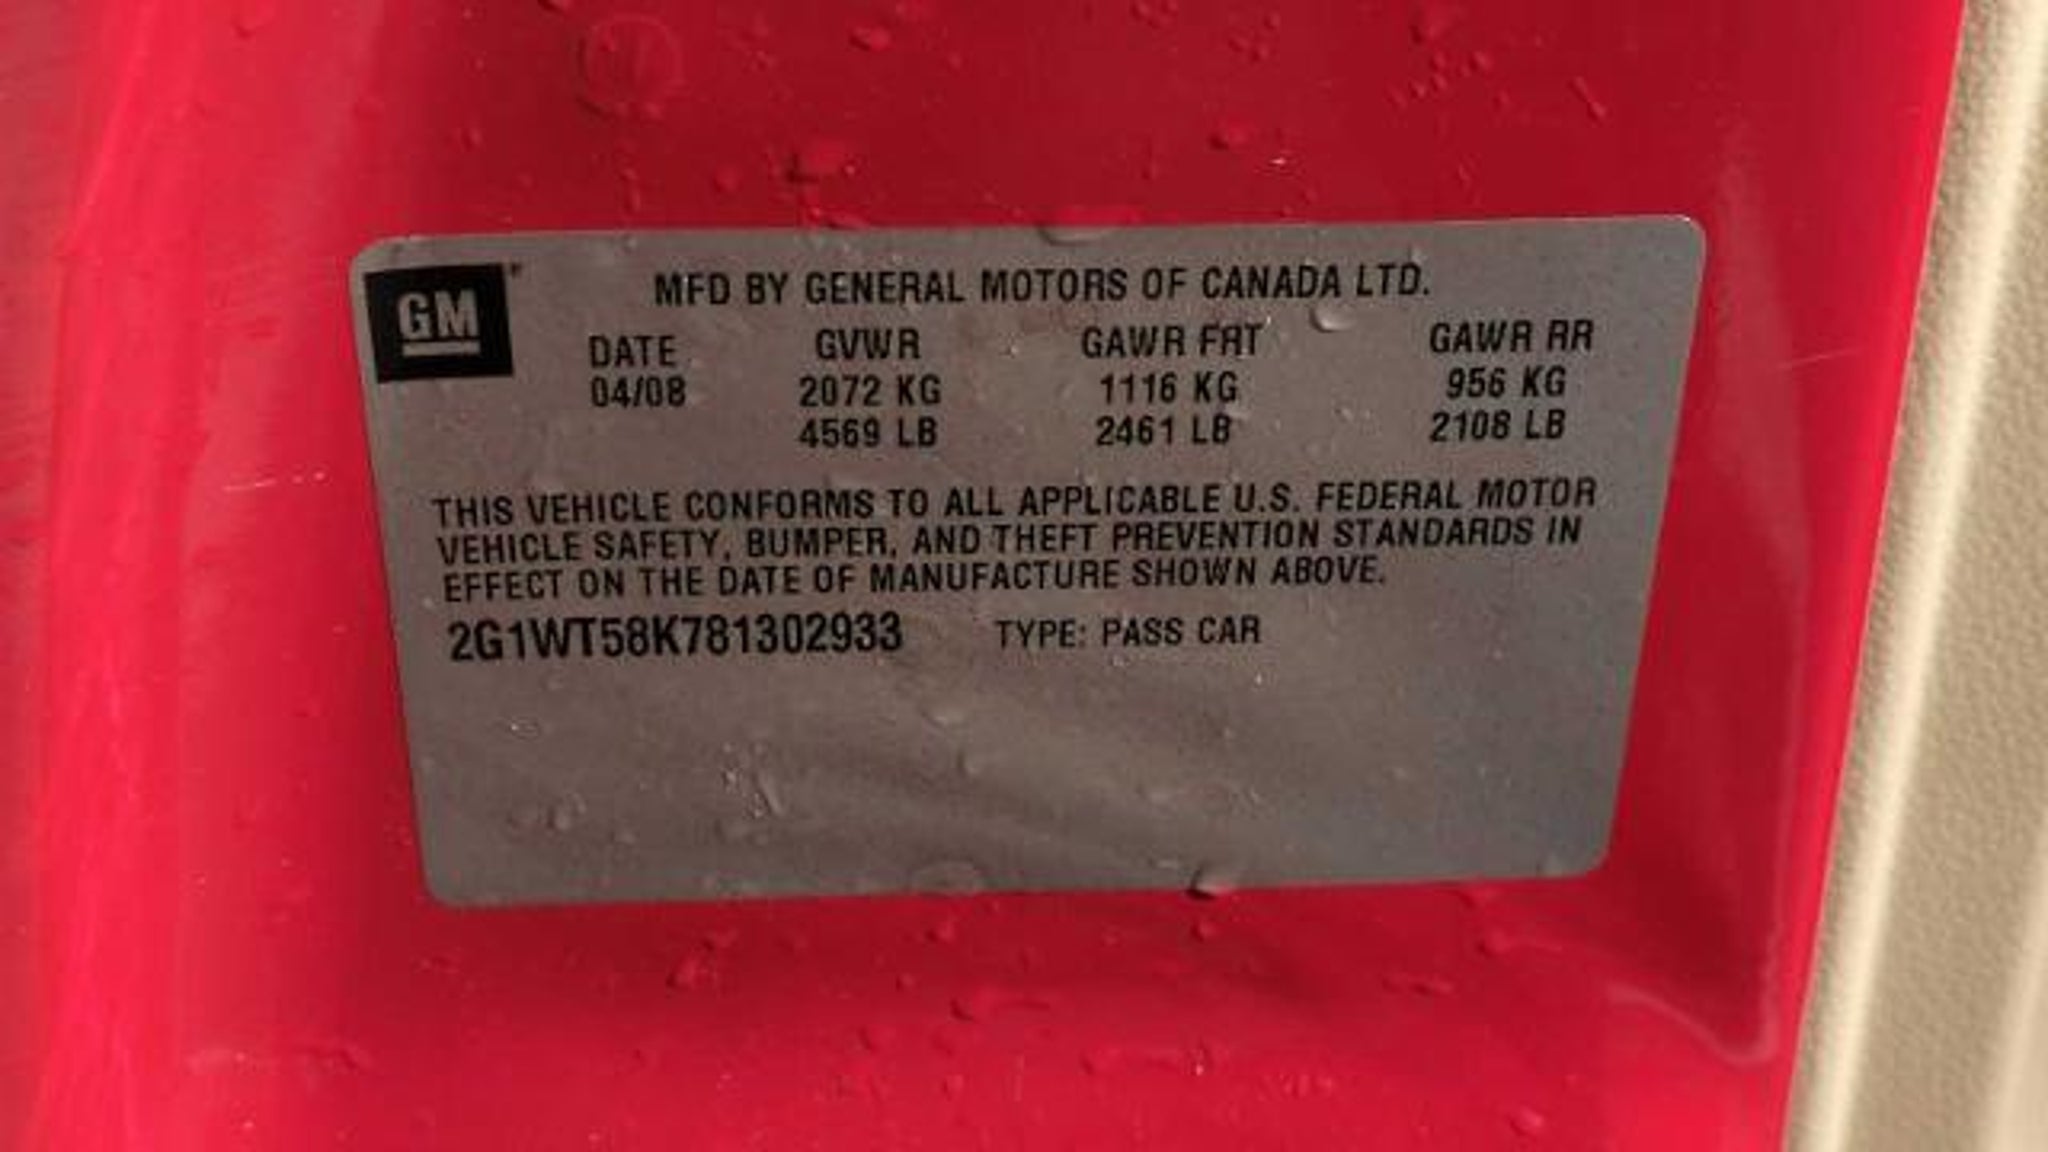 GM
MFD BY GENERAL MOTORS OF CANADA LTD.
DATE GVWR GAWR FRT GAWR RR
04/08 2072 KG 1116 KG 956 KG
4569 LB 2461 LB 2108 LB
THIS VEHICLE CONFORMS TO ALL APPLICABLE U.S. FEDERAL MOTOR
VEHICLE SAFETY, BUMPER, AND THEFT PREVENTION STANDARDS IN
EFFECT ON THE DATE OF MANUFACTURE SHOWN ABOVE.
2G1WT58K781302933 TYPE: PASS CAR